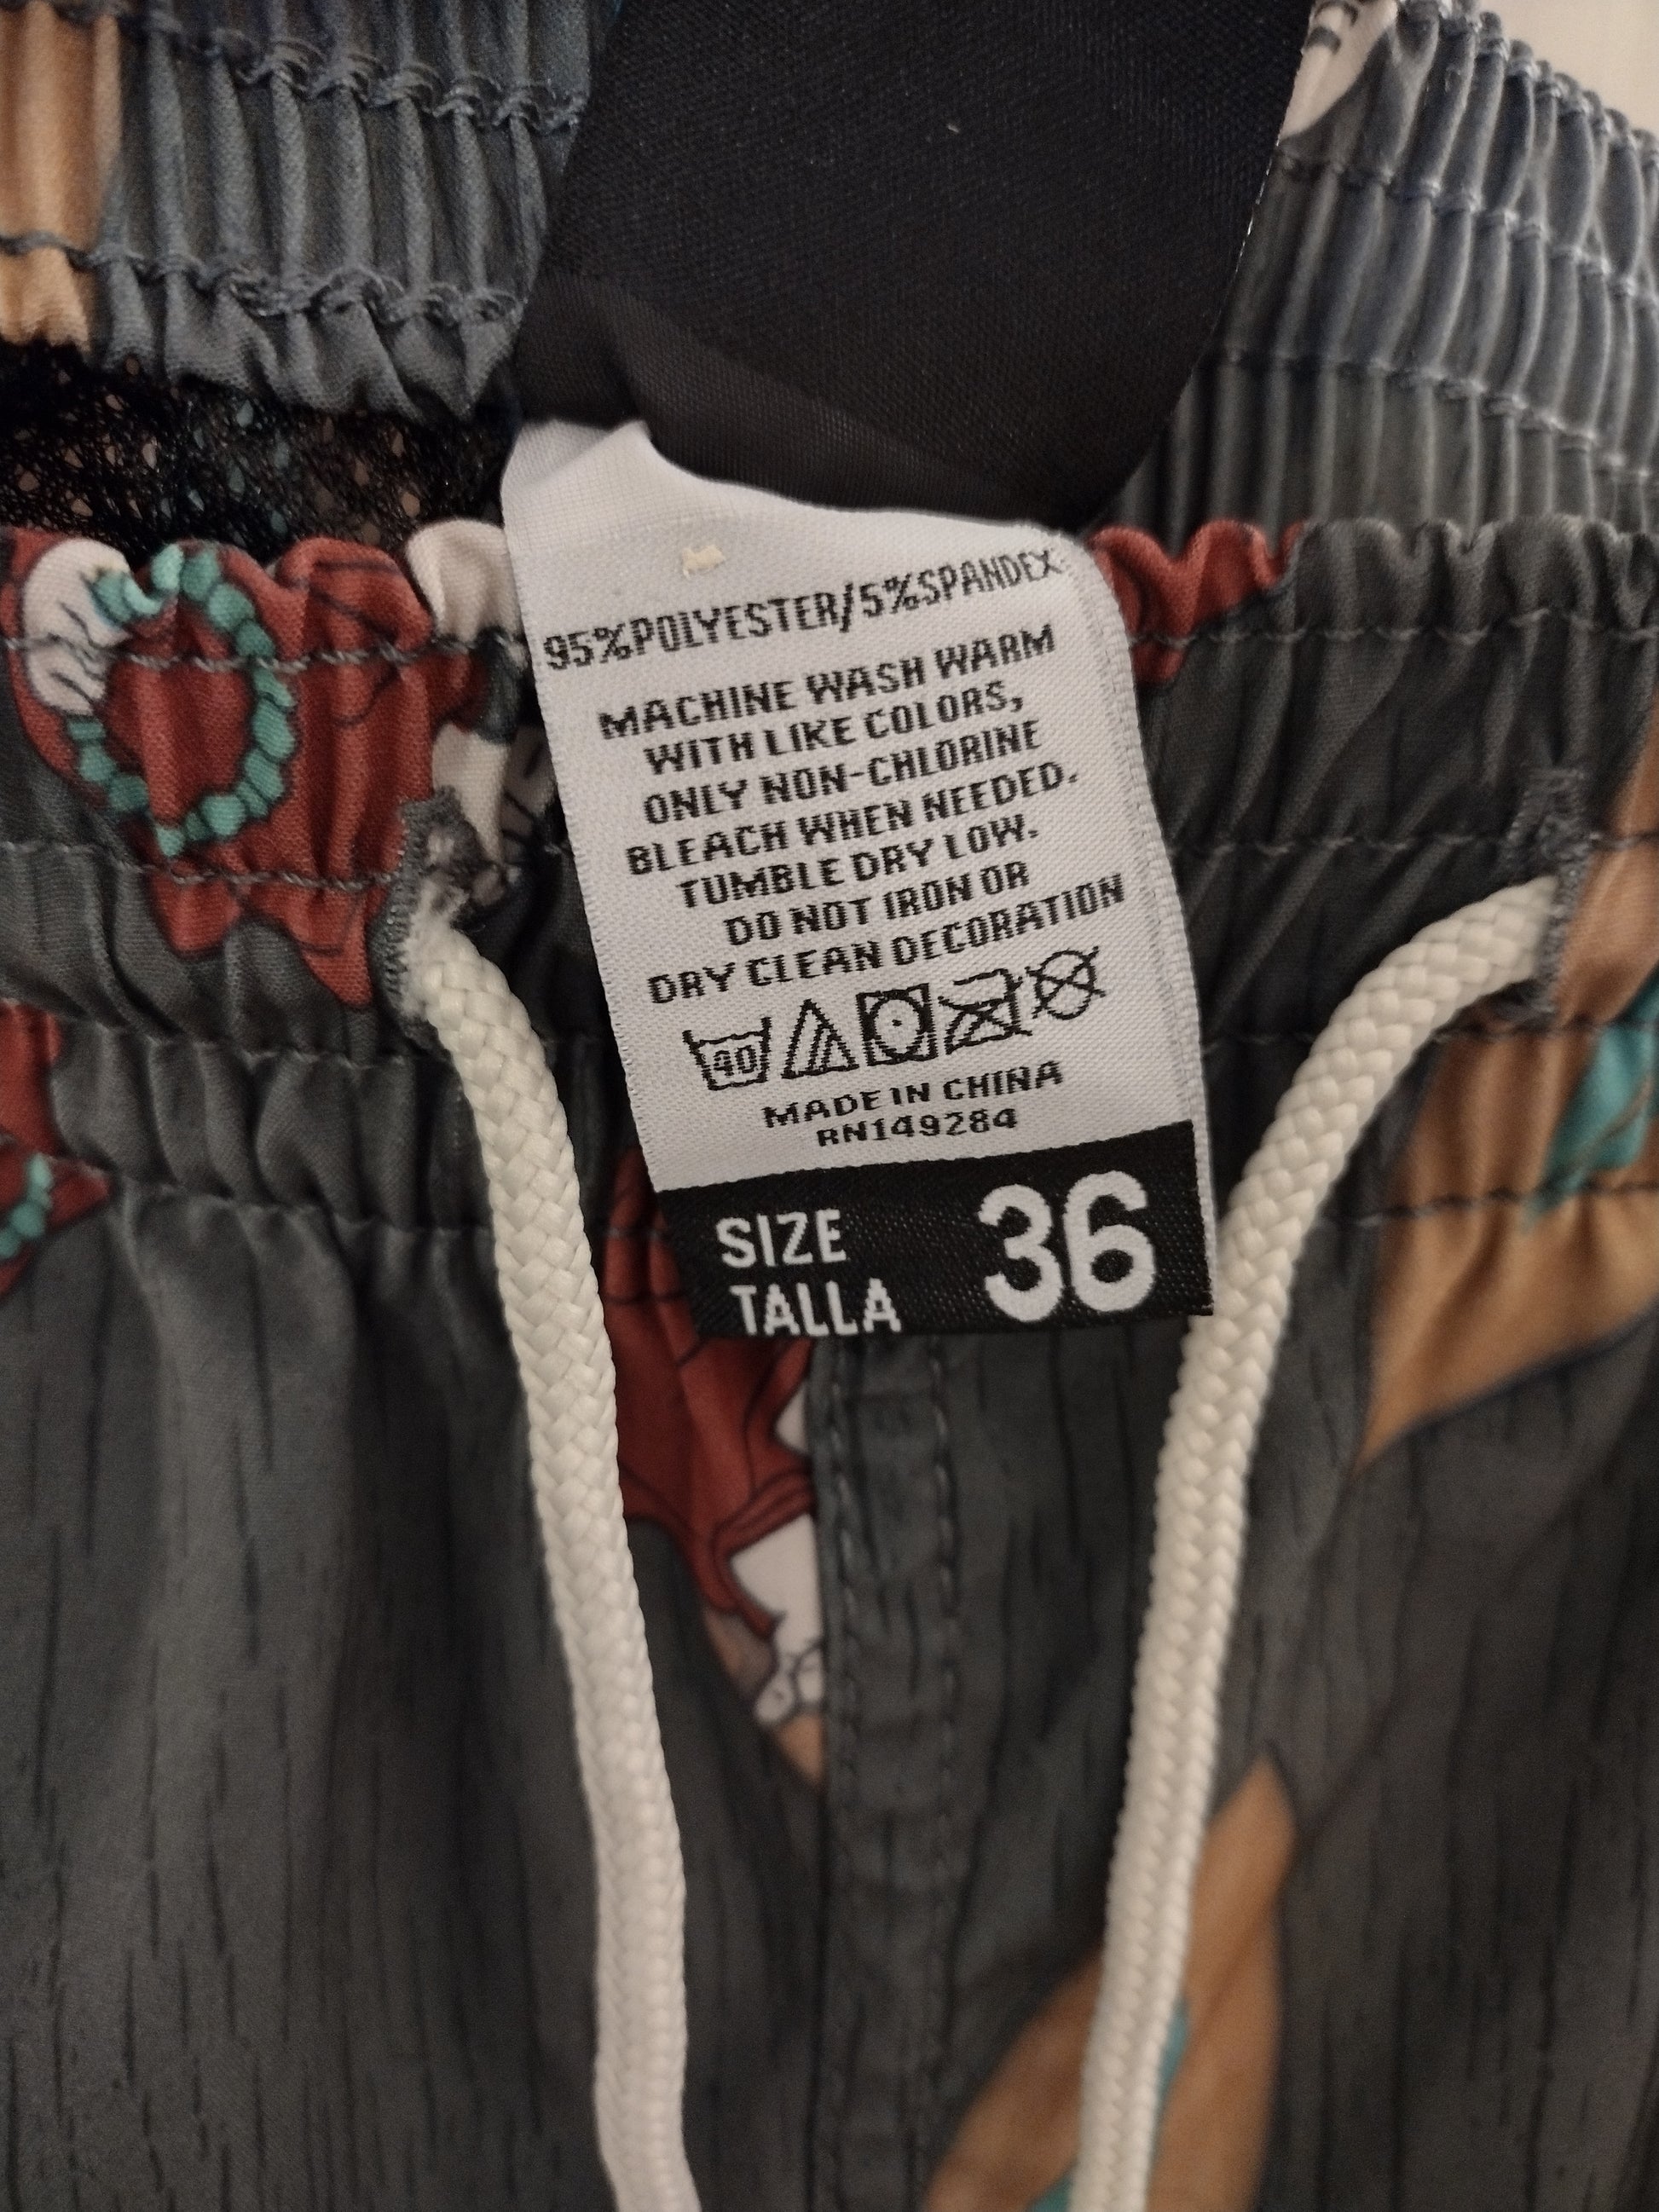 95%POLYESTER/5%SPANDEX
MACHINE WASH WARM
WITH LIKE COLORS,
ONLY NON-CHLORINE
BLEACH WHEN NEEDED.
TUMBLE DRY LOW.
DO NOT IRON OR
DRY CLEAN DECORATION
40
MADE IN CHINA
RN149284
SIZE 36
TALLA